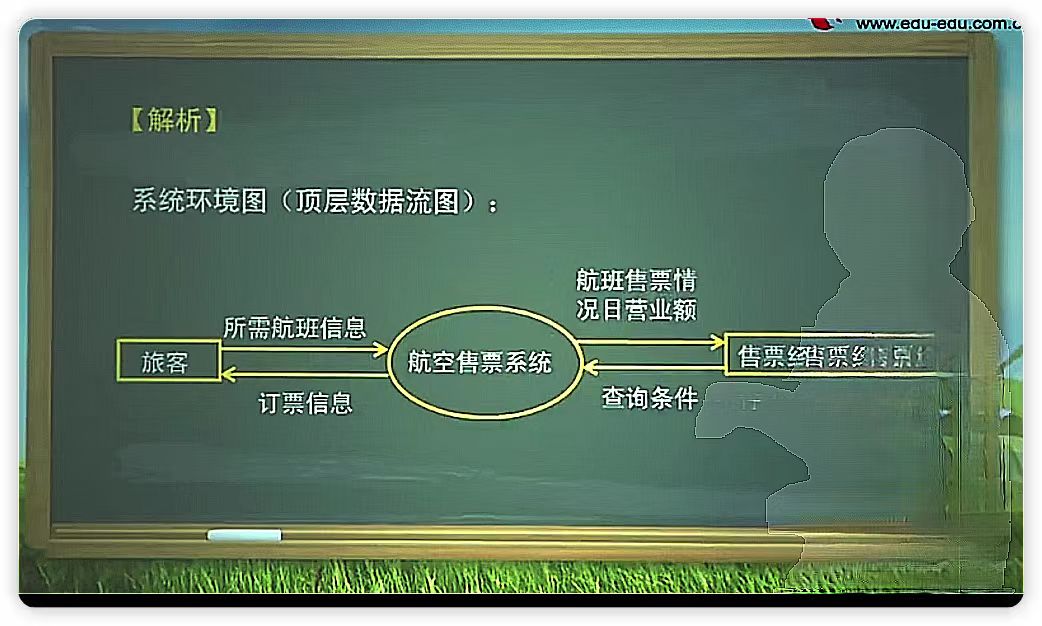 www.edu-edu.com.c
【解析】
系统环境图（顶层数据流图）：
航班售票情
况日营业额
所需航班信息
旅客
航空售票系统
售票
订票信息
查询条件